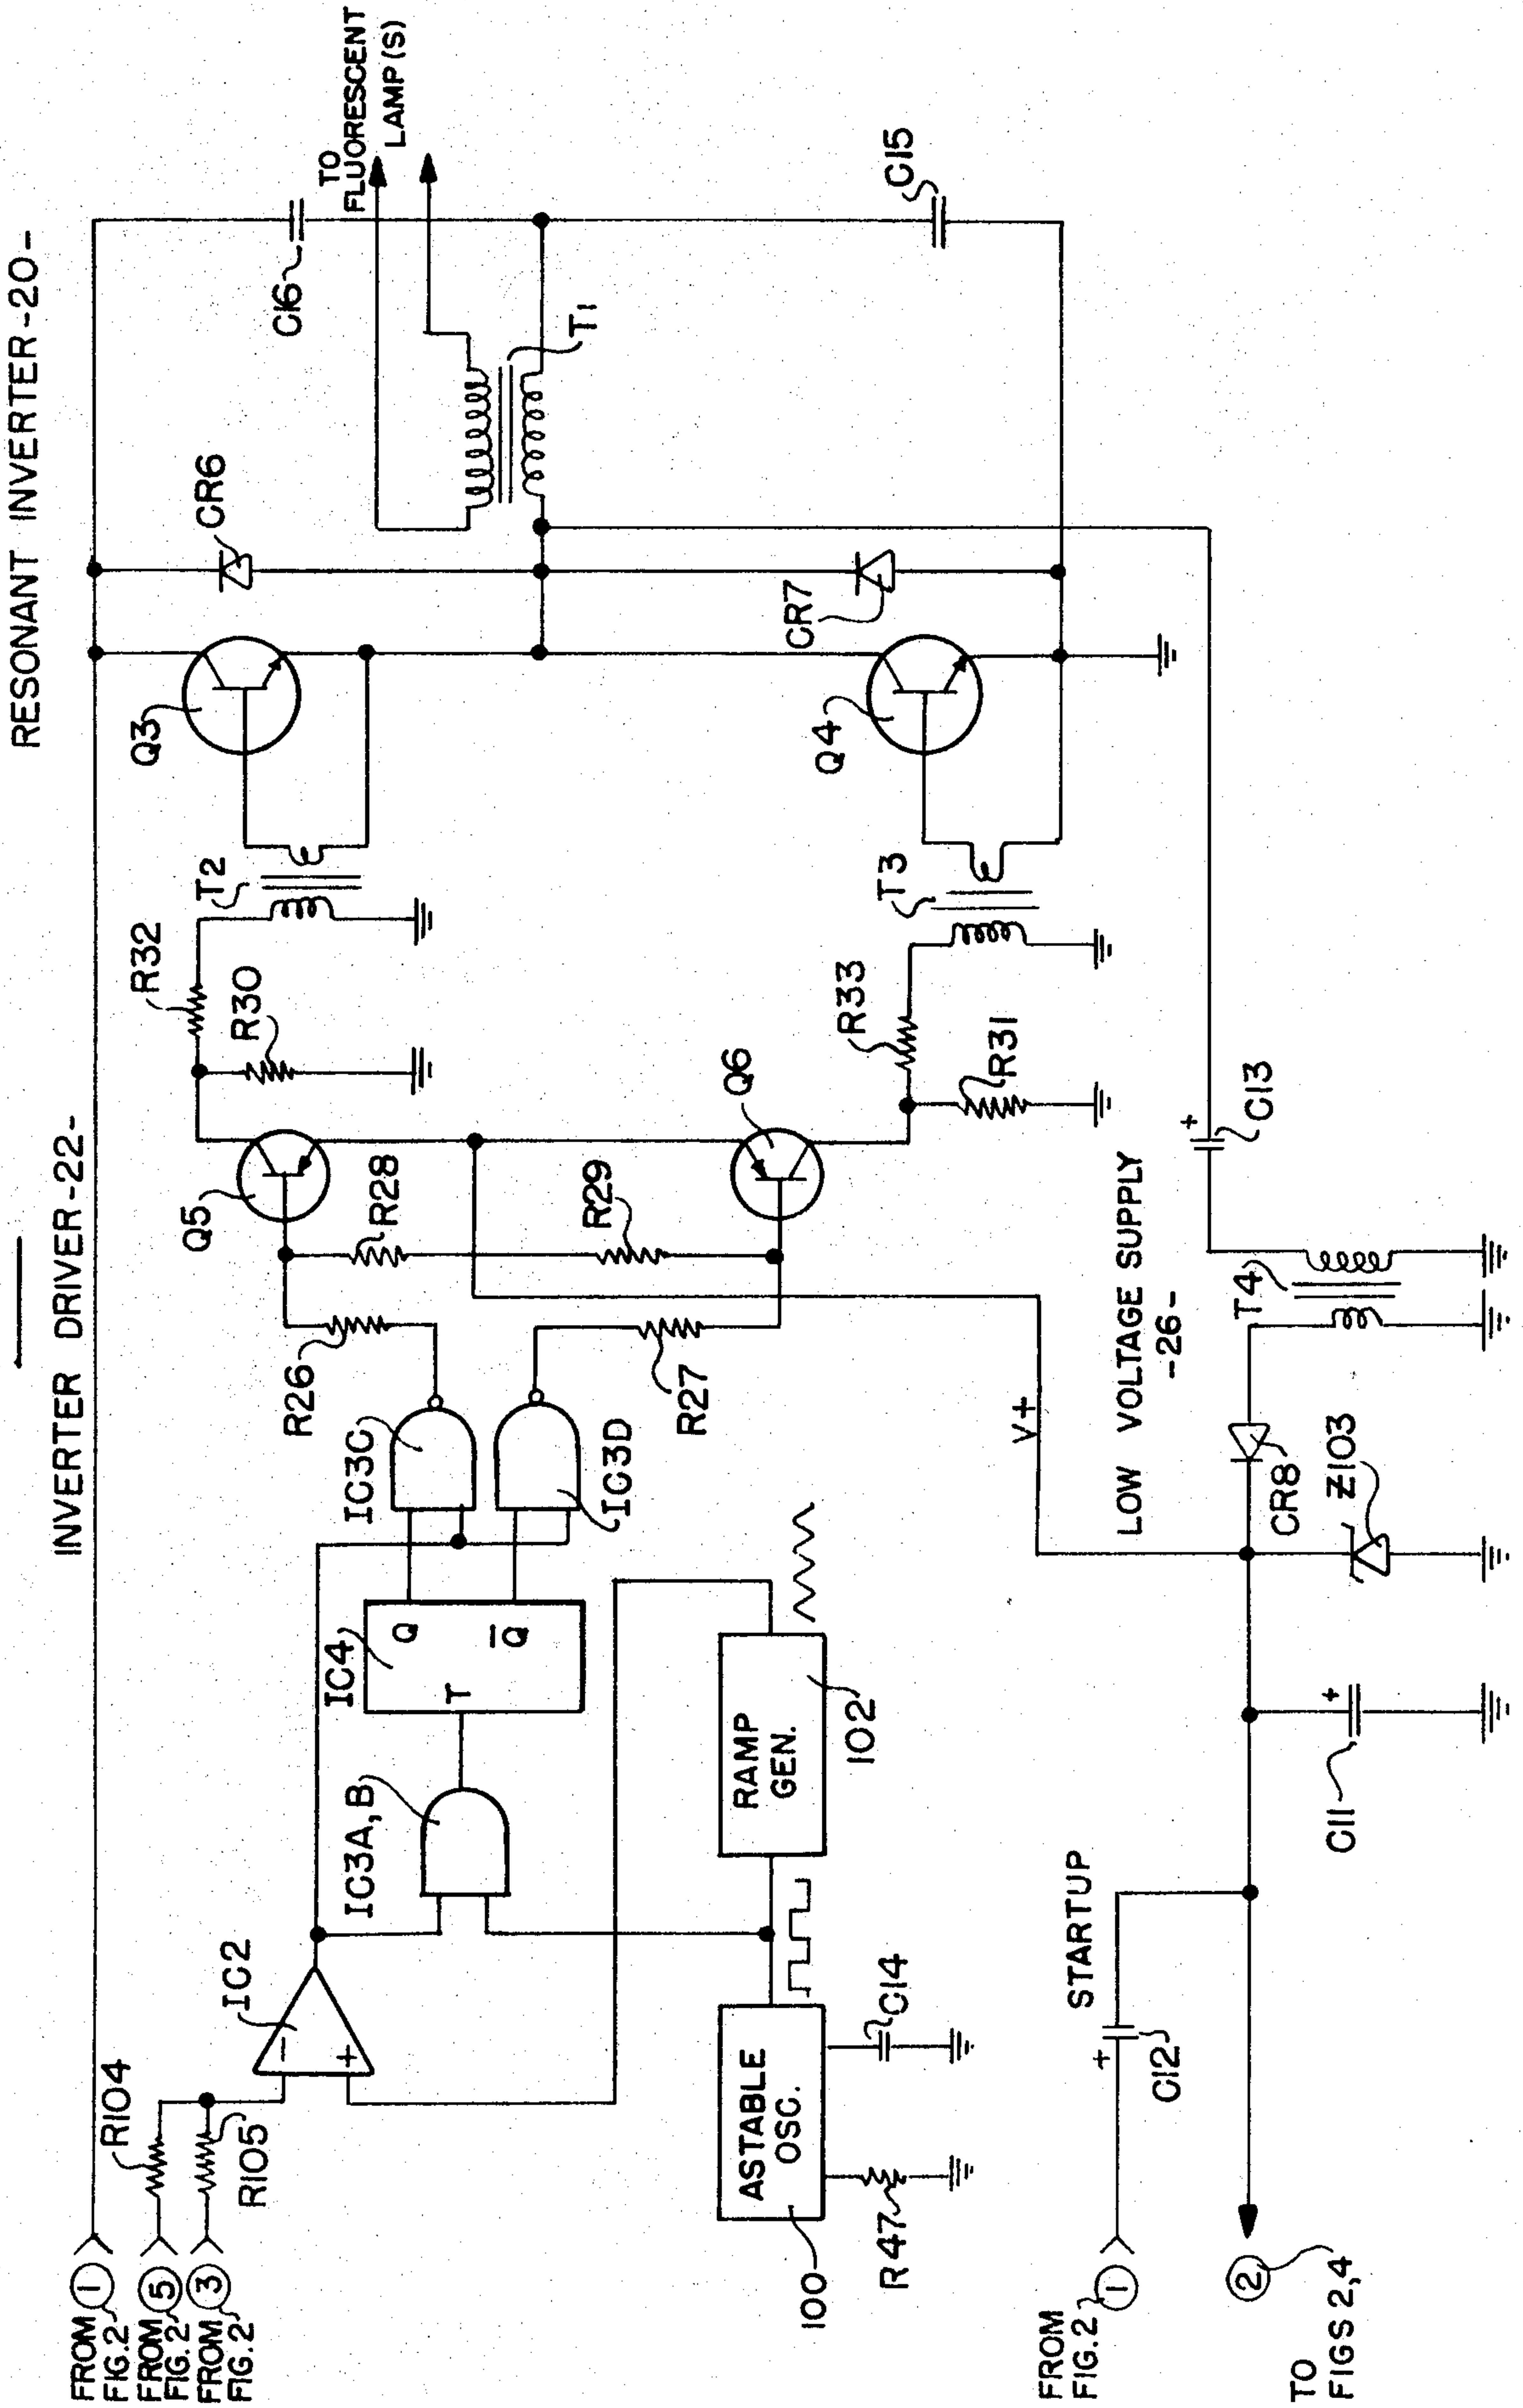 RESONANT INVERTER-20-
INVERTER DRIVER-22-
FROM 1
FIG.2
FROM 5
FIG.2
FROM 3
FIG.2
R104
R105
IC2
IC3A,B
IC4
T
Q
Q̅
IC3C
IC3D
R26
R27
R28
R29
Q5
Q6
R30
R32
R31
R33
T2
T3
Q3
Q4
CR6
CR7
T1
C16
C15
TO
FLUORESCENT
LAMP(S)
-
+
ASTABLE
OSC.
100
R47
C14
RAMP
GEN.
102
V+
LOW VOLTAGE SUPPLY
-26-
STARTUP
FROM
FIG.2
1
+
C12
2
TO
FIGS 2,4
C11
+
Z103
CR8
T4
C13
+